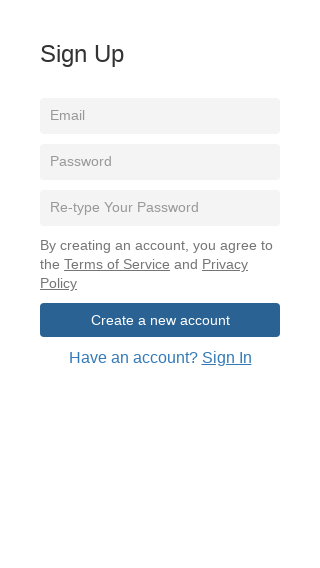 Sign Up
Email
Password
Re-type Your Password
By creating an account, you agree to
the Terms of Service and Privacy
Policy
Create a new account
Have an account? Sign In